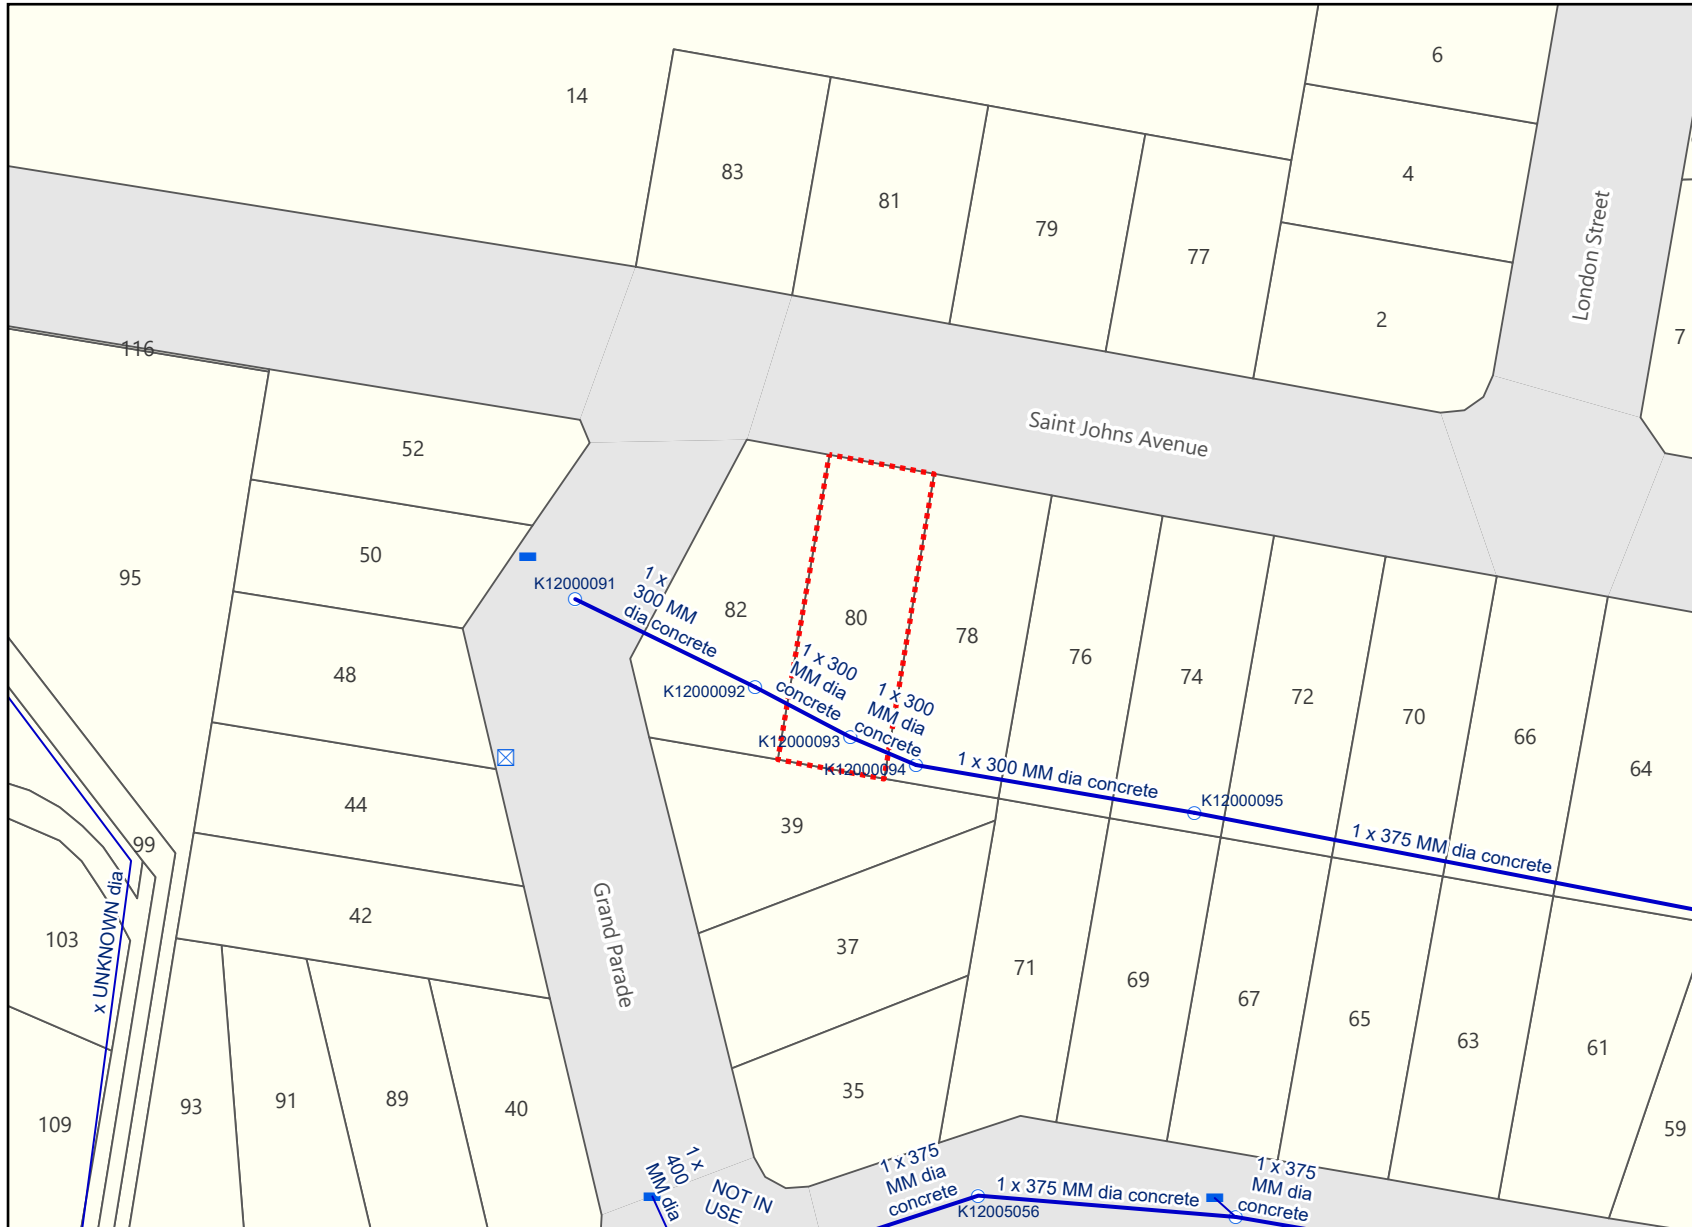 6
14
83
4
81
79
77
London Street
2
7
116
Saint Johns Avenue
52
50
95
K12000091
1 x
300 MM
dia concrete
82
80
78
76
74
72
70
66
64
48
1 x 300
MM dia
concrete
K12000092
1 x 300
MM dia
concrete
K12000093
K12000094
1 x 300 MM dia concrete
K12000095
1 x 375 MM dia concrete
44
39
99
42
103
x UNKNOWN dia
Grand Parade
37
71
69
67
65
63
61
35
93
91
89
40
109
59
1 x
400
MM dia
NOT IN
USE
1 x 375
MM dia
concrete
1 x 375 MM dia concrete
K12005056
1 x 375
MM dia
concrete